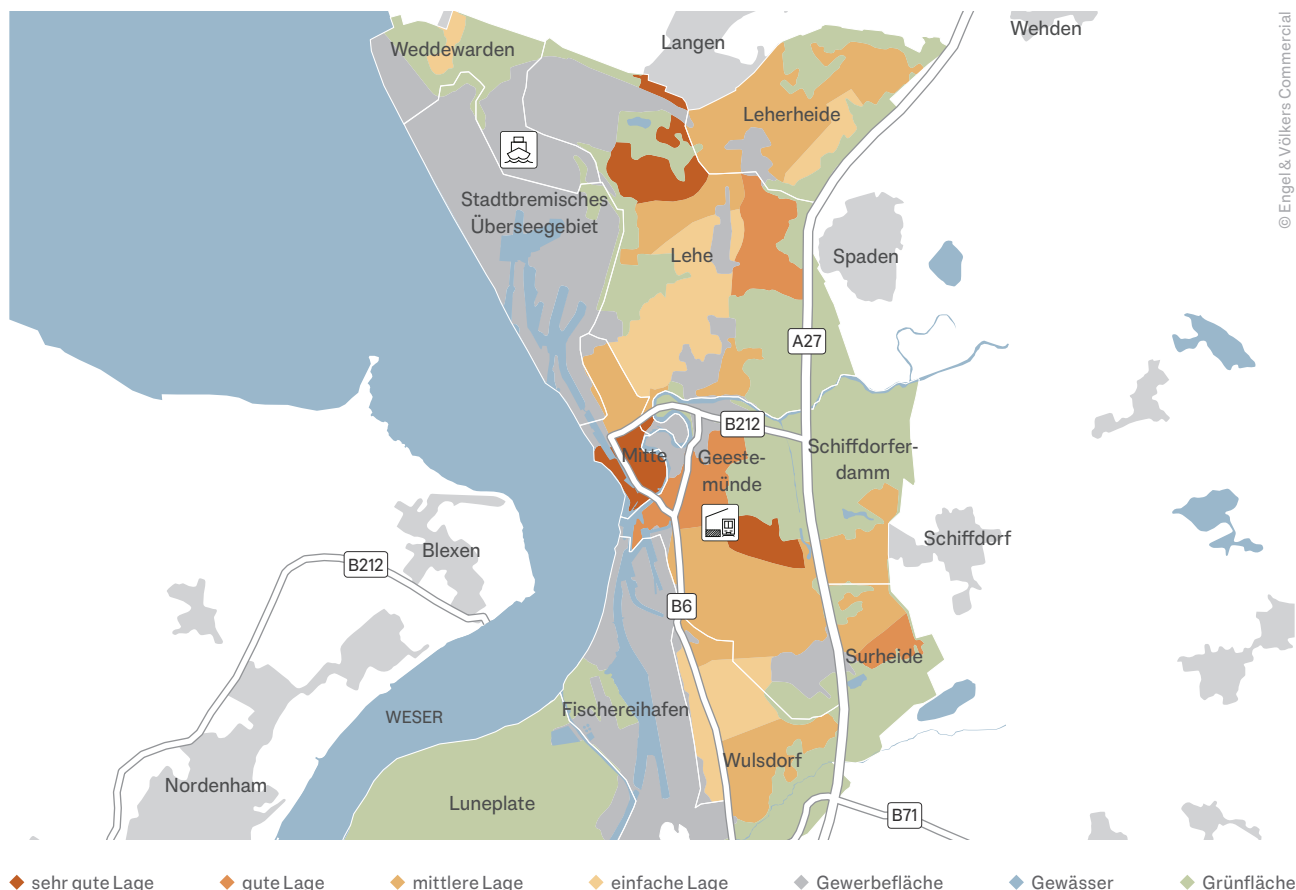 Weddewarden
Langen
Wehden
© Engel & Völkers Commercial
Leherheide
Stadtbremisches
Überseegebiet
Lehe
Spaden
A27
B212
Mitte
Geeste-
münde
Schiffdorfer-
damm
Schiffdorf
Blexen
B212
B6
Surheide
WESER
Fischereihafen
Wulsdorf
Nordenham
Luneplate
B71
sehr gute Lage
gute Lage
mittlere Lage
einfache Lage
Gewerbefläche
Gewässer
Grünfläche